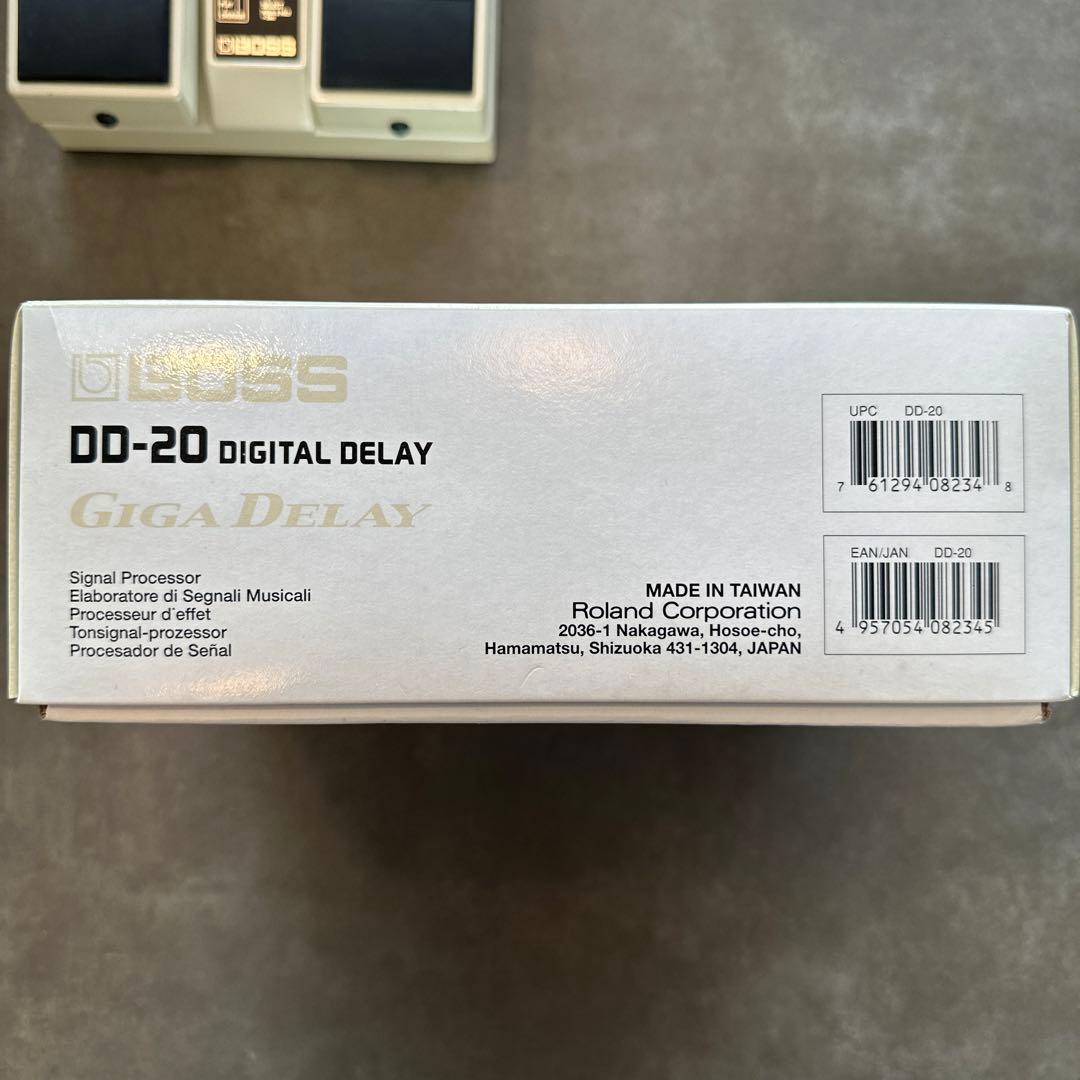 BOSS
BOSS
DD-20 DIGITAL DELAY
GIGA DELAY
Signal Processor
Elaboratore di Segnali Musicali
Processeur d'effet
Tonsignal-prozessor
Procesador de Señal
MADE IN TAIWAN
Roland Corporation
2036-1 Nakagawa, Hosoe-cho,
Hamamatsu, Shizuoka 431-1304, JAPAN
UPC DD-20
7 61294 08234 8
EAN/JAN DD-20
4 957054 082345